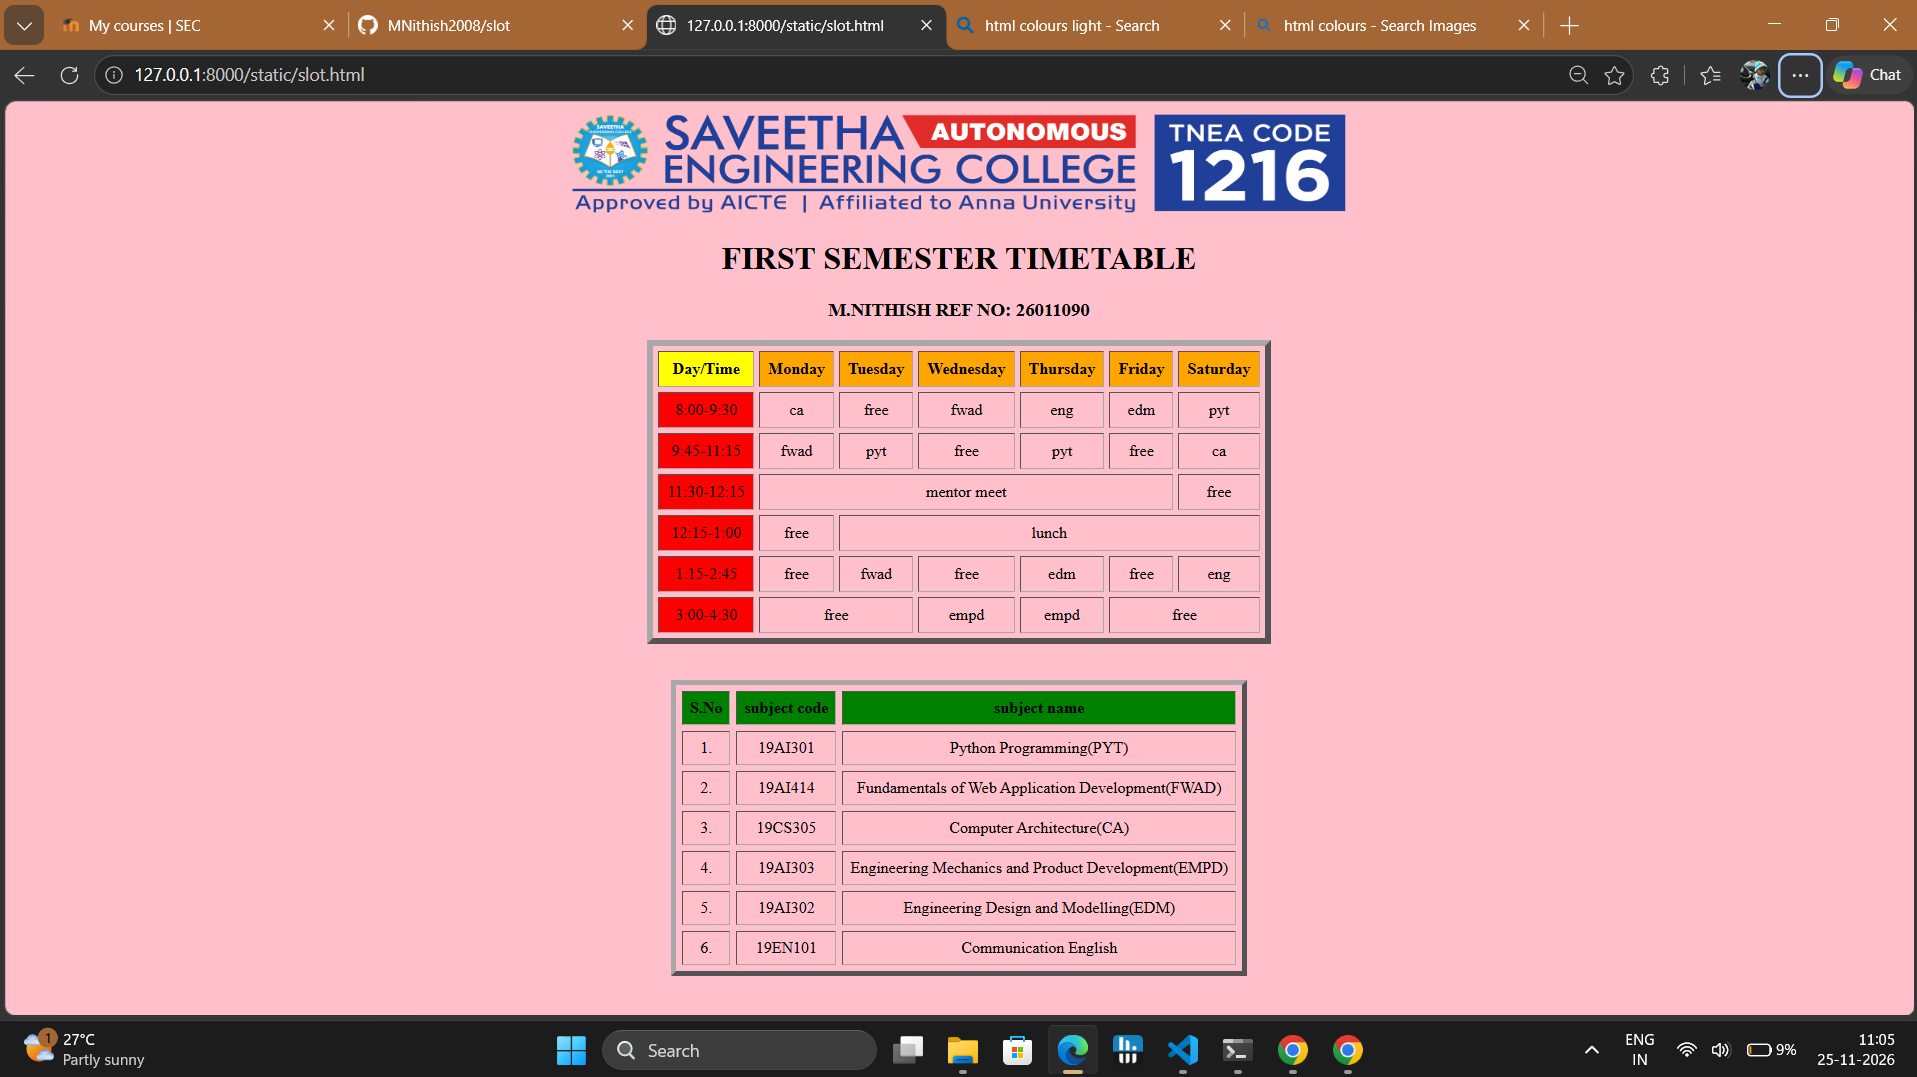 My courses | SEC
MNithish2008/slot
127.0.0.1:8000/static/slot.html
html colours light - Search
html colours - Search Images
127.0.0.1:8000/static/slot.html
Chat
SAVEETHA AUTONOMOUS
ENGINEERING COLLEGE
Approved by AICTE | Affiliated to Anna University
TNEA CODE
1216
FIRST SEMESTER TIMETABLE
M.NITHISH REF NO: 26011090
Day/Time Monday Tuesday Wednesday Thursday Friday Saturday
8:00-9:30 ca free fwad eng edm pyt
9:45-11:15 fwad pyt free pyt free ca
11:30-12:15 mentor meet free
12:15-1:00 free lunch
1:15-2:45 free fwad free edm free eng
3:00-4:30 free empd empd free
S.No subject code subject name
1. 19AI301 Python Programming(PYT)
2. 19AI414 Fundamentals of Web Application Development(FWAD)
3. 19CS305 Computer Architecture(CA)
4. 19AI303 Engineering Mechanics and Product Development(EMPD)
5. 19AI302 Engineering Design and Modelling(EDM)
6. 19EN101 Communication English
1
27°C
Partly sunny
Search
ENG
IN
9%
11:05
25-11-2026